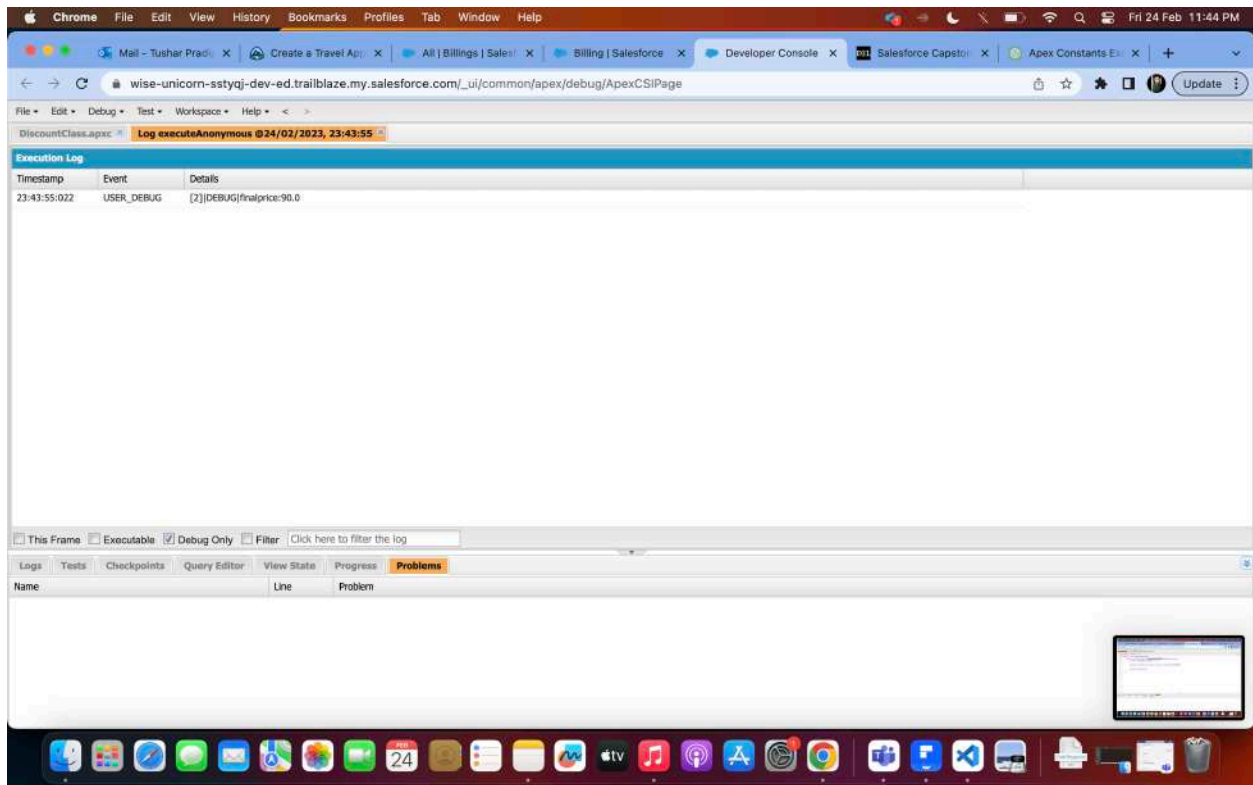 Chrome File Edit View History Bookmarks Profiles Tab Window Help Fri 24 Feb 11:44 PM
Mail – Tushar Prad Create a Travel App All | Billings | Sales Billing | Salesforce Developer Console Salesforce Capsto Apex Constants Ex
wise-unicorn-sstyqj-dev-ed.trailblaze.my.salesforce.com/_ui/common/apex/debug/ApexCSIPage Update
File Edit Debug Test Workspace Help < >
DiscountClass.apxc Log executeAnonymous @24/02/2023, 23:43:55
Execution Log
Timestamp Event Details
23:43:55:022 USER_DEBUG [2]|DEBUG|finalprice:90.0
This Frame Executable Debug Only Filter Click here to filter the log
Logs Tests Checkpoints Query Editor View State Progress Problems
Name Line Problem
FEB
24
tv